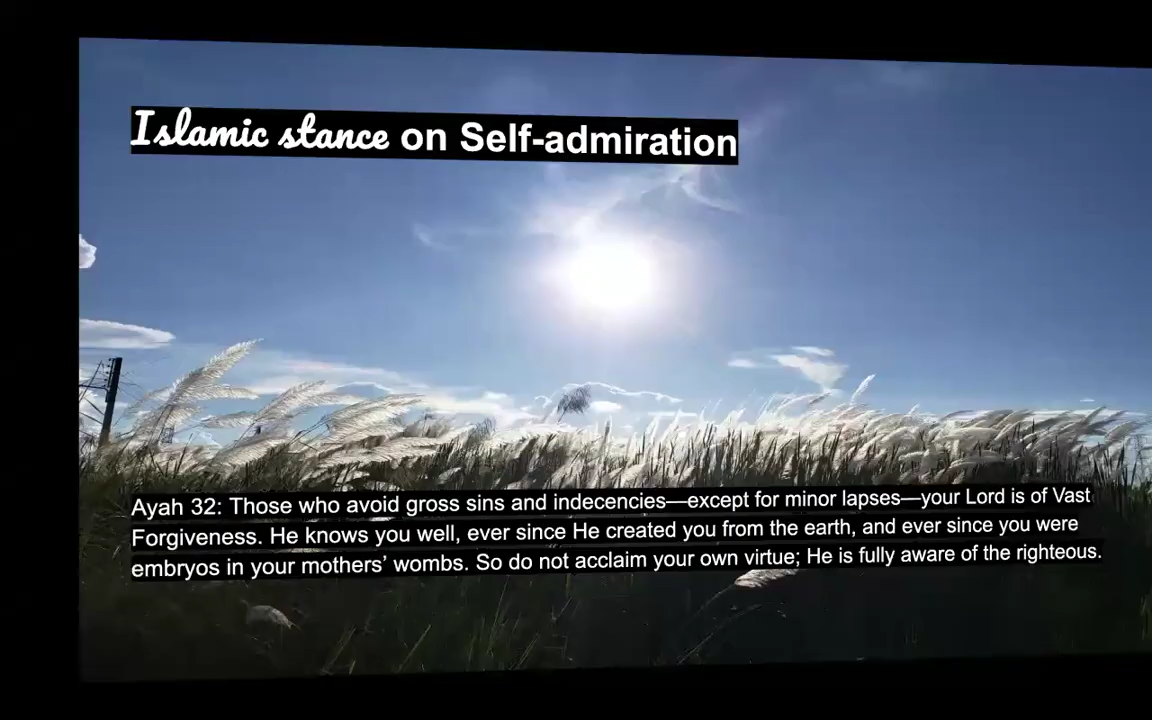 Islamic stance on Self-admiration
Ayah 32: Those who avoid gross sins and indecencies—except for minor lapses—your Lord is of Vast
Forgiveness. He knows you well, ever since He created you from the earth, and ever since you were
embryos in your mothers’ wombs. So do not acclaim your own virtue; He is fully aware of the righteous.